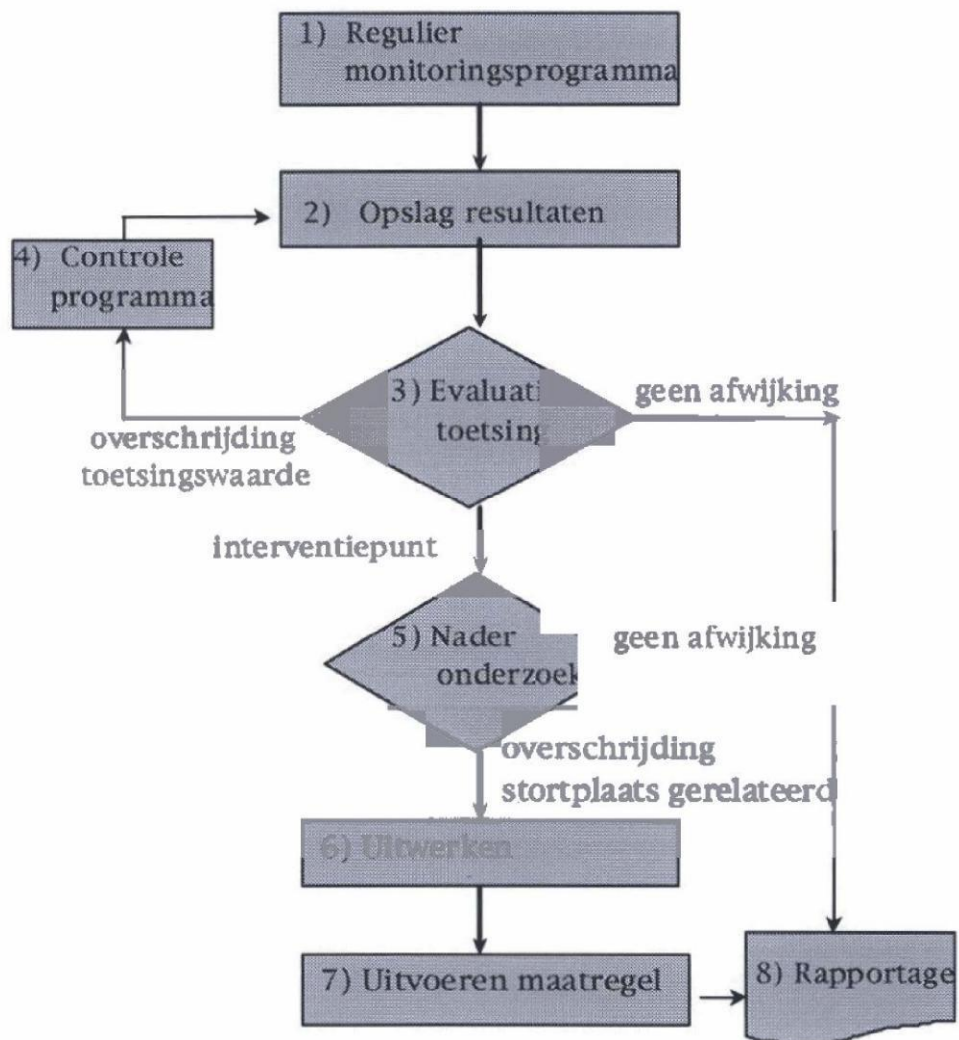 1) Regulier
monitoringsprogramma
2) Opslag resultaten
4) Controle
programma
3) Evaluati
toetsing
geen afwijking
overschrijding
toetsingswaarde
interventiepunt
5) Nader
onderzoek
geen afwijking
overschrijding
stortplaats gerelateerd
6) Uitwerken
7) Uitvoeren maatregel
8) Rapportage